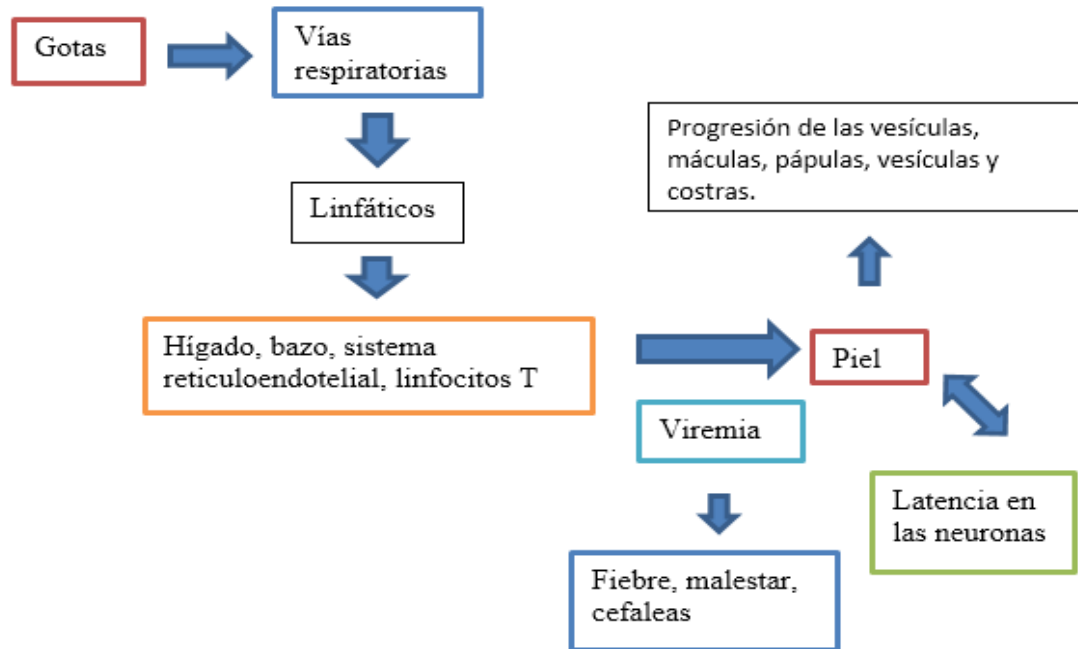 Gotas
Vías
respiratorias
Linfáticos
Hígado, bazo, sistema
reticuloendotelial, linfocitos T
Viremia
Fiebre, malestar,
cefaleas
Piel
Progresión de las vesículas,
máculas, pápulas, vesículas y
costras.
Latencia en
las neuronas